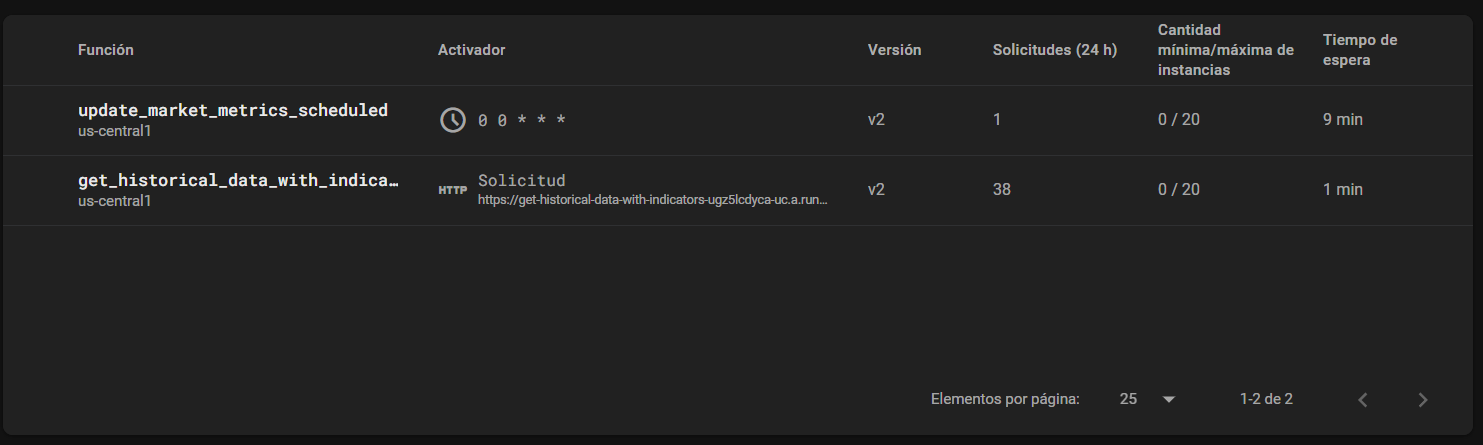 Función
Activador
Versión
Solicitudes (24 h)
Cantidad
mínima/máxima de
instancias
Tiempo de
espera
update_market_metrics_scheduled
us-central1
0 0 * * *
v2
1
0 / 20
9 min
get_historical_data_with_indica…
us-central1
HTTP
Solicitud
https://get-historical-data-with-indicators-ugz5lcdyca-uc.a.run…
v2
38
0 / 20
1 min
Elementos por página:
25
1-2 de 2